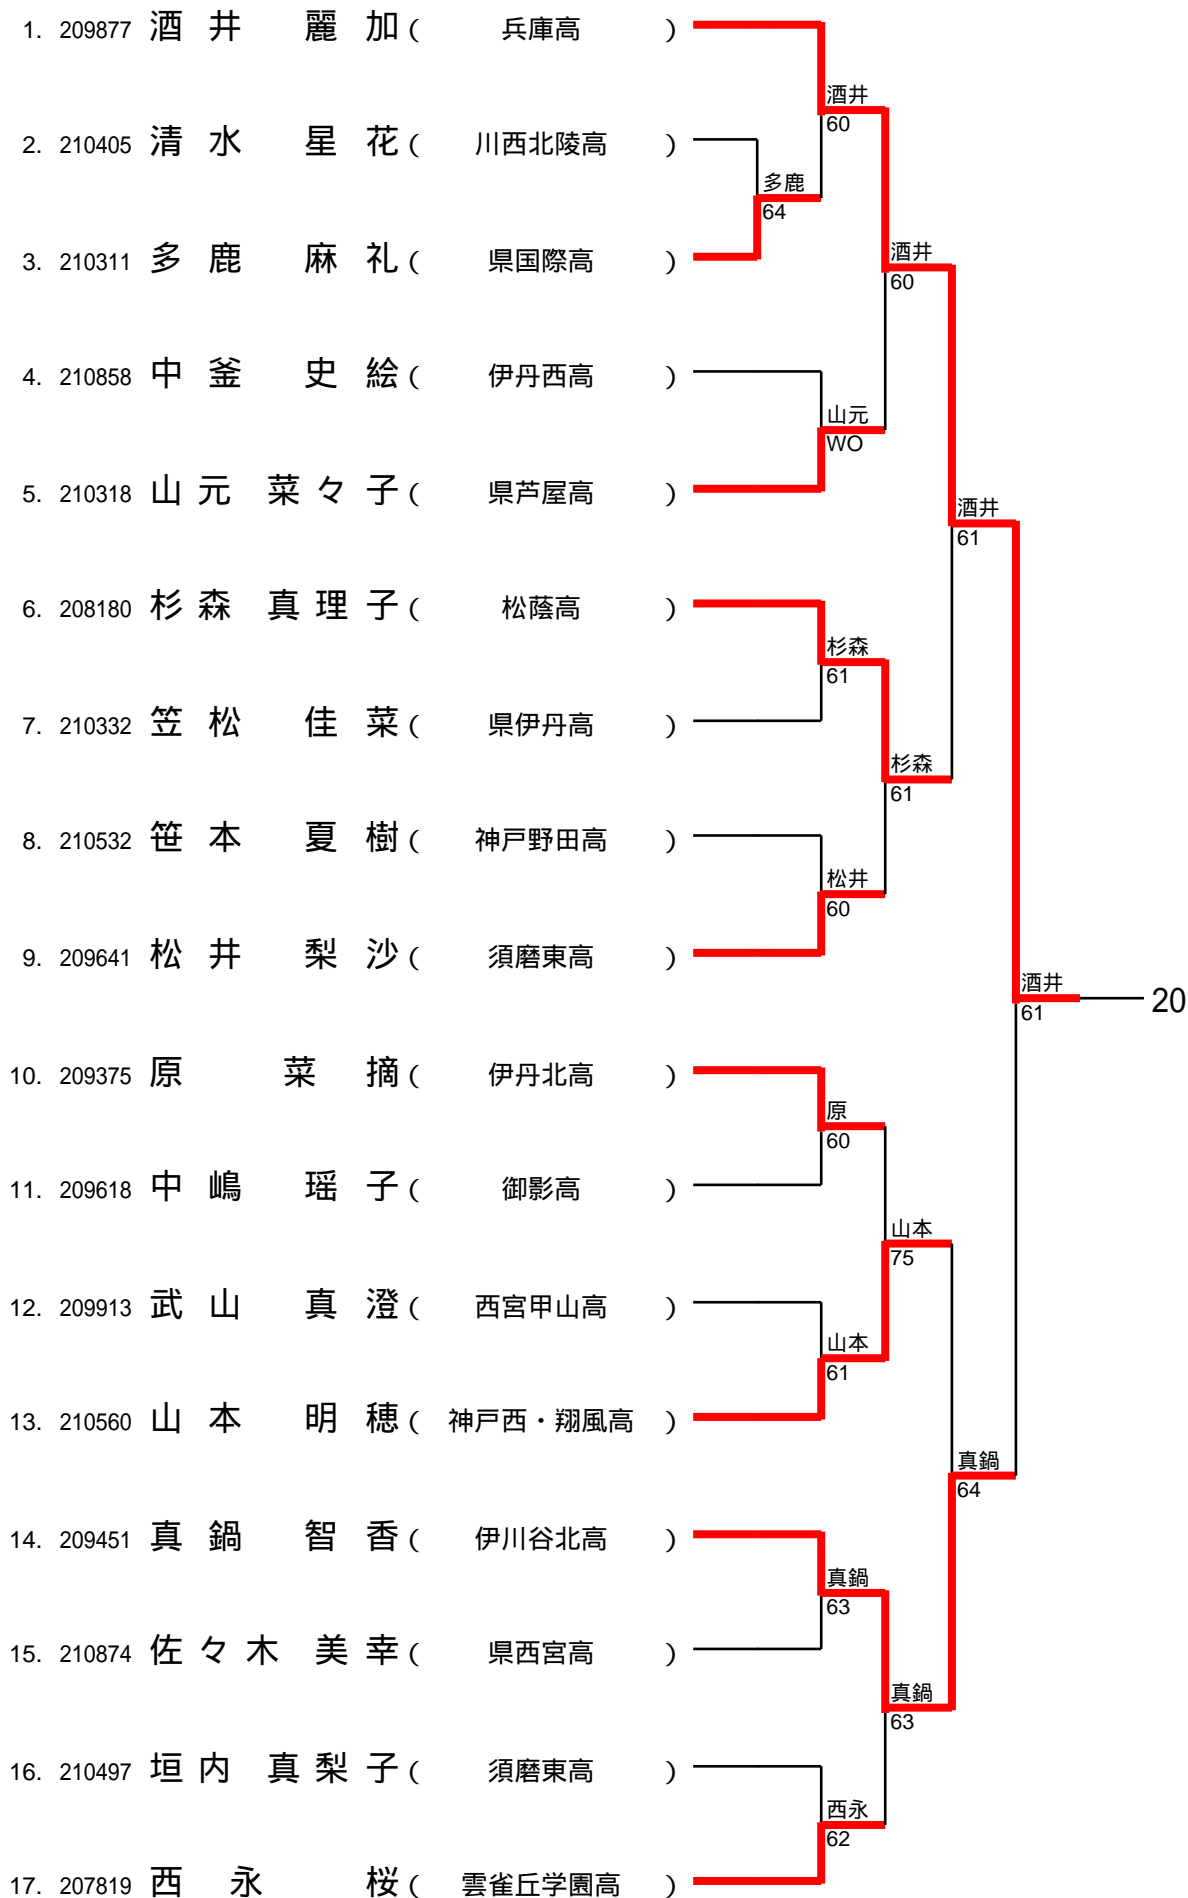 1. 209877 酒井 麗加 ( 兵庫高 )
酒井
60
2. 210405 清水 星花 ( 川西北陵高 )
多鹿
64
3. 210311 多鹿 麻礼 ( 県国際高 )
酒井
60
4. 210858 中釜 史絵 ( 伊丹西高 )
山元
WO
5. 210318 山元 菜々子 ( 県芦屋高 )
酒井
61
6. 208180 杉森 真理子 ( 松蔭高 )
杉森
61
7. 210332 笠松 佳菜 ( 県伊丹高 )
杉森
61
8. 210532 笹本 夏樹 ( 神戸野田高 )
松井
60
9. 209641 松井 梨沙 ( 須磨東高 )
酒井
61
20
10. 209375 原 菜摘 ( 伊丹北高 )
原
60
11. 209618 中嶋 瑶子 ( 御影高 )
山本
75
12. 209913 武山 真澄 ( 西宮甲山高 )
山本
61
13. 210560 山本 明穂 ( 神戸西・翔風高 )
真鍋
64
14. 209451 真鍋 智香 ( 伊川谷北高 )
真鍋
63
15. 210874 佐々木 美幸 ( 県西宮高 )
真鍋
63
16. 210497 垣内 真梨子 ( 須磨東高 )
西永
62
17. 207819 西永 桜 ( 雲雀丘学園高 )